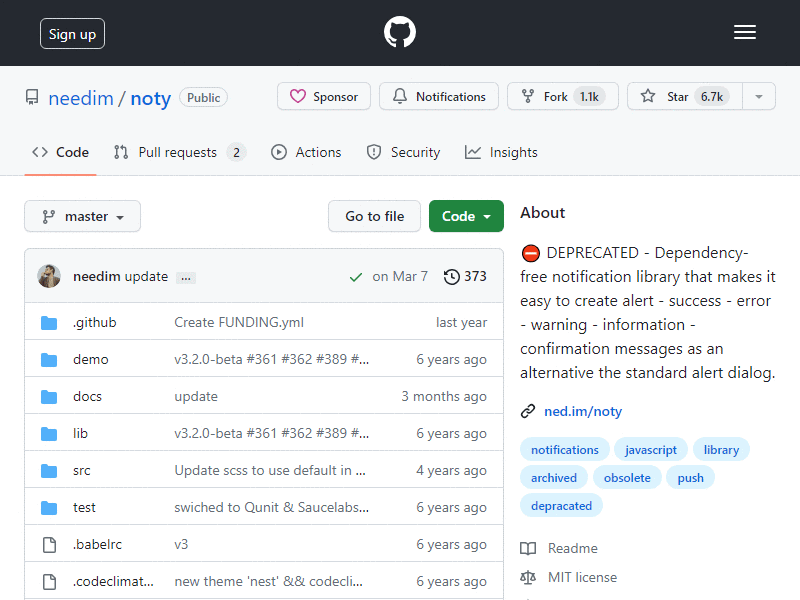 Sign up
needim / noty Public
Sponsor Notifications Fork 1.1k Star 6.7k
Code Pull requests 2 Actions Security Insights
master Go to file Code
needim update ... on Mar 7 373
.github Create FUNDING.yml last year
demo v3.2.0-beta #361 #362 #389 #... 6 years ago
docs update 3 months ago
lib v3.2.0-beta #361 #362 #389 #... 6 years ago
src Update scss to use default in ... 4 years ago
test swiched to Qunit & Saucelabs... 6 years ago
.babelrc v3 6 years ago
.codeclimat... new theme 'nest' && codecli... 6 years ago
About
DEPRECATED - Dependency-
free notification library that makes it
easy to create alert - success - error
- warning - information -
confirmation messages as an
alternative the standard alert dialog.
ned.im/noty
notifications javascript library
archived obsolete push
depracated
Readme
MIT license